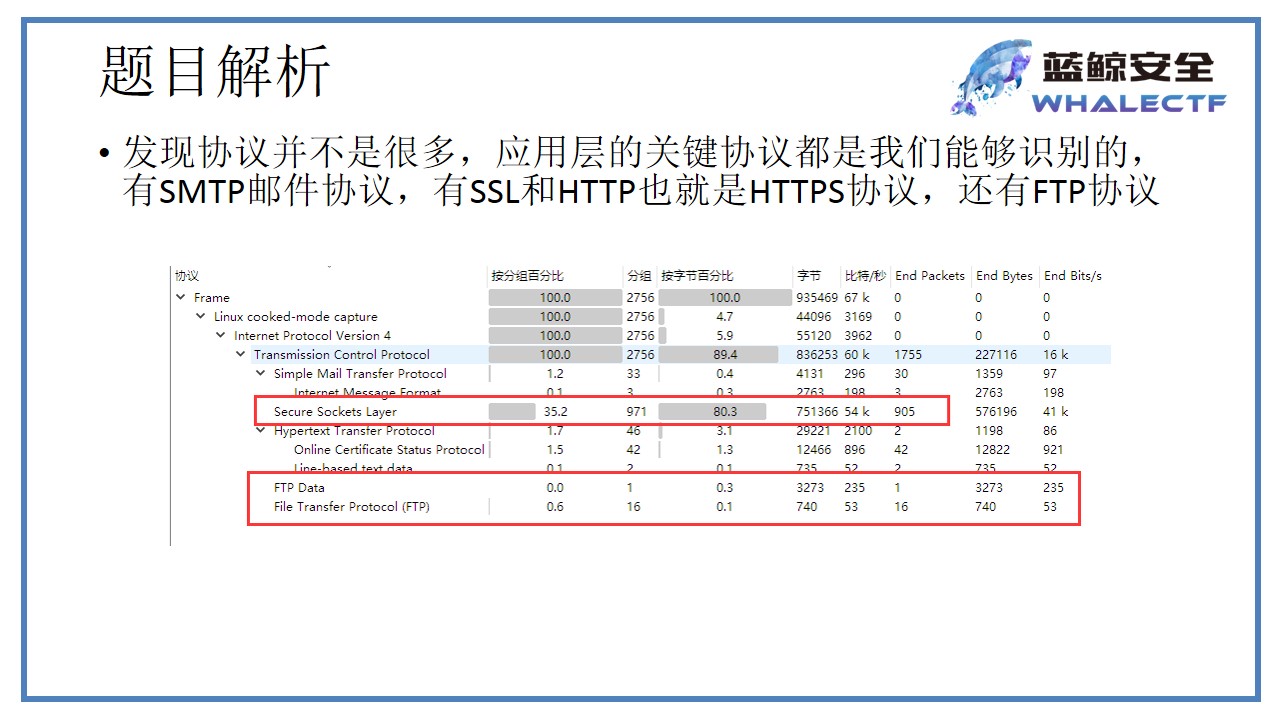 题目解析
蓝鲸安全
WHALECTF
• 发现协议并不是很多，应用层的关键协议都是我们能够识别的，
有SMTP邮件协议，有SSL和HTTP也就是HTTPS协议，还有FTP协议
协议 按分组百分比 分组 按字节百分比 字节 比特/秒 End Packets End Bytes End Bits/s
Frame 100.0 2756 100.0 935469 67 k 0 0 0
Linux cooked-mode capture 100.0 2756 4.7 44096 3169 0 0 0
Internet Protocol Version 4 100.0 2756 5.9 55120 3962 0 0 0
Transmission Control Protocol 100.0 2756 89.4 836253 60 k 1755 227116 16 k
Simple Mail Transfer Protocol 1.2 33 0.4 4131 296 30 1359 97
Internet Message Format 0.1 3 0.3 2763 198 3 2763 198
Secure Sockets Layer 35.2 971 80.3 751366 54 k 905 576196 41 k
Hypertext Transfer Protocol 1.7 46 3.1 29221 2100 2 1198 86
Online Certificate Status Protocol 1.5 42 1.3 12466 896 42 12822 921
Line-based text data 0.1 2 0.1 735 52 2 735 52
FTP Data 0.0 1 0.3 3273 235 1 3273 235
File Transfer Protocol (FTP) 0.6 16 0.1 740 53 16 740 53